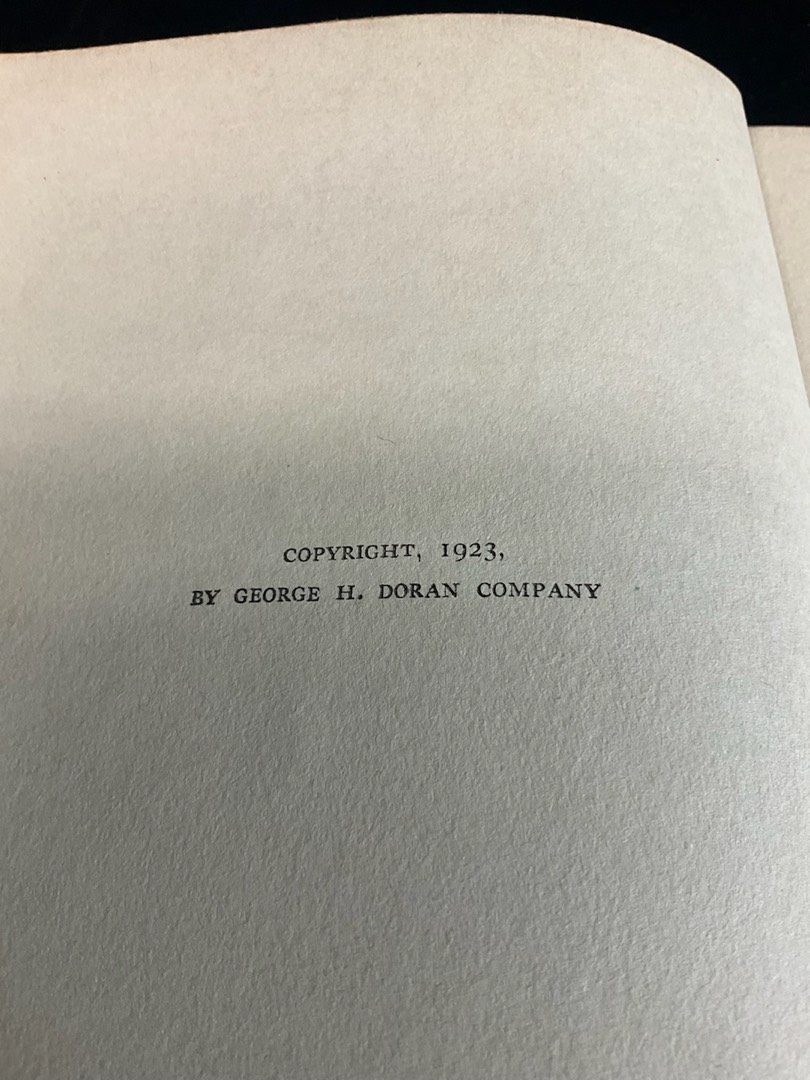 COPYRIGHT, 1923,
BY GEORGE H. DORAN COMPANY